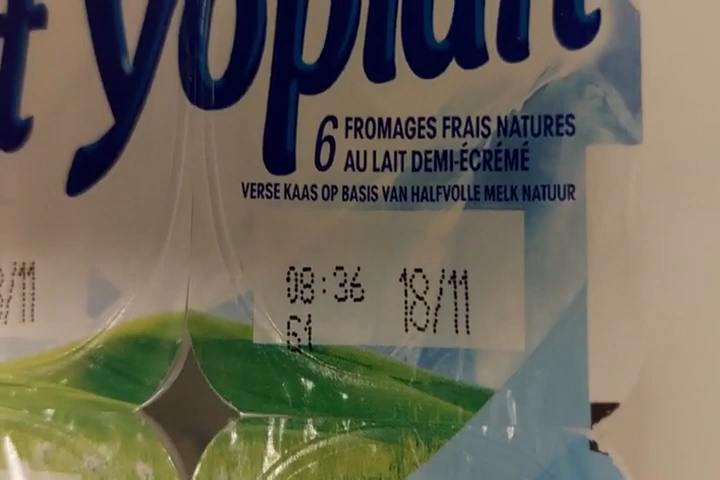 yoplait
6 FROMAGES FRAIS NATURES
AU LAIT DEMI-ÉCRÉMÉ
VERSE KAAS OP BASIS VAN HALFVOLLE MELK NATUUR
08:36 18/11
61